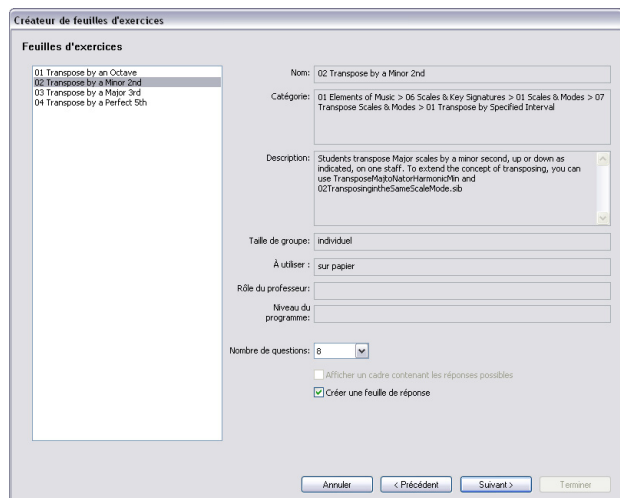 Créateur de feuilles d'exercices
Feuilles d'exercices
01 Transpose by an Octave
02 Transpose by a Minor 2nd
03 Transpose by a Major 3rd
04 Transpose by a Perfect 5th
Nom: 02 Transpose by a Minor 2nd
Catégorie: 01 Elements of Music > 06 Scales & Key Signatures > 01 Scales & Modes > 07
Transpose Scales & Modes > 01 Transpose by Specified Interval
Description: Students transpose Major scales by a minor second, up or down as
indicated, on one staff. To extend the concept of transposing, you can
use TransposeMajtoNatorHarmonicMin and
02TransposingintheSameScaleMode.sib
Taille de groupe: individuel
À utiliser : sur papier
Rôle du professeur:
Niveau du
programme:
Nombre de questions: 8
Afficher un cadre contenant les réponses possibles
Créer une feuille de réponse
Annuler < Précédent Suivant > Terminer